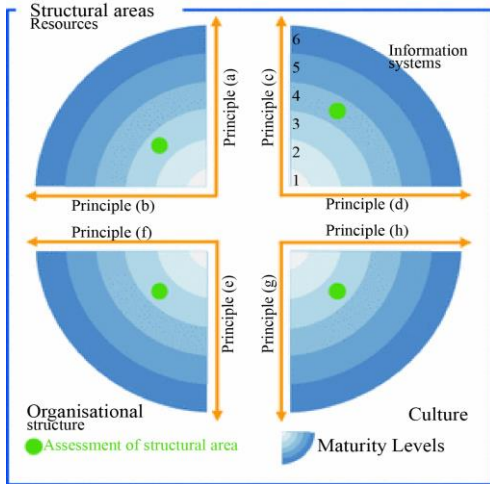 Structural areas
Resources
Principle (a)
Principle (b)
6
5
4
3
2
1
Principle (c)
Information
systems
Principle (d)
Principle (f)
Principle (e)
Organisational
structure
Principle (h)
Principle (g)
Culture
Assessment of structural area
Maturity Levels